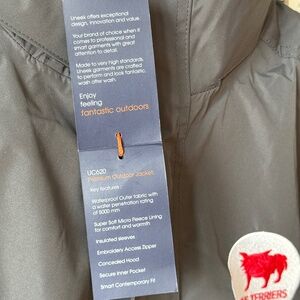 Uneek offers exceptional
design, innovation and value
Your brand of choice when it
comes to professional and
smart garments with great
attention to detail.
Made to very high standards.
Uneek garments are crafted
to perform and look fantastic,
wash after wash.
Enjoy
feeling
fantastic outdoors
UC620
Premium Outdoor Jacket
Key features :
Waterproof Outer fabric with
a water penetration rating
of 5000 mm
Super Soft Micro Fleece Lining
for comfort and warmth
Insulated sleeves
Embroidery Access Zipper
Concealed Hood
Secure Inner Pocket
Smart Contemporary Fit
TERRIERS